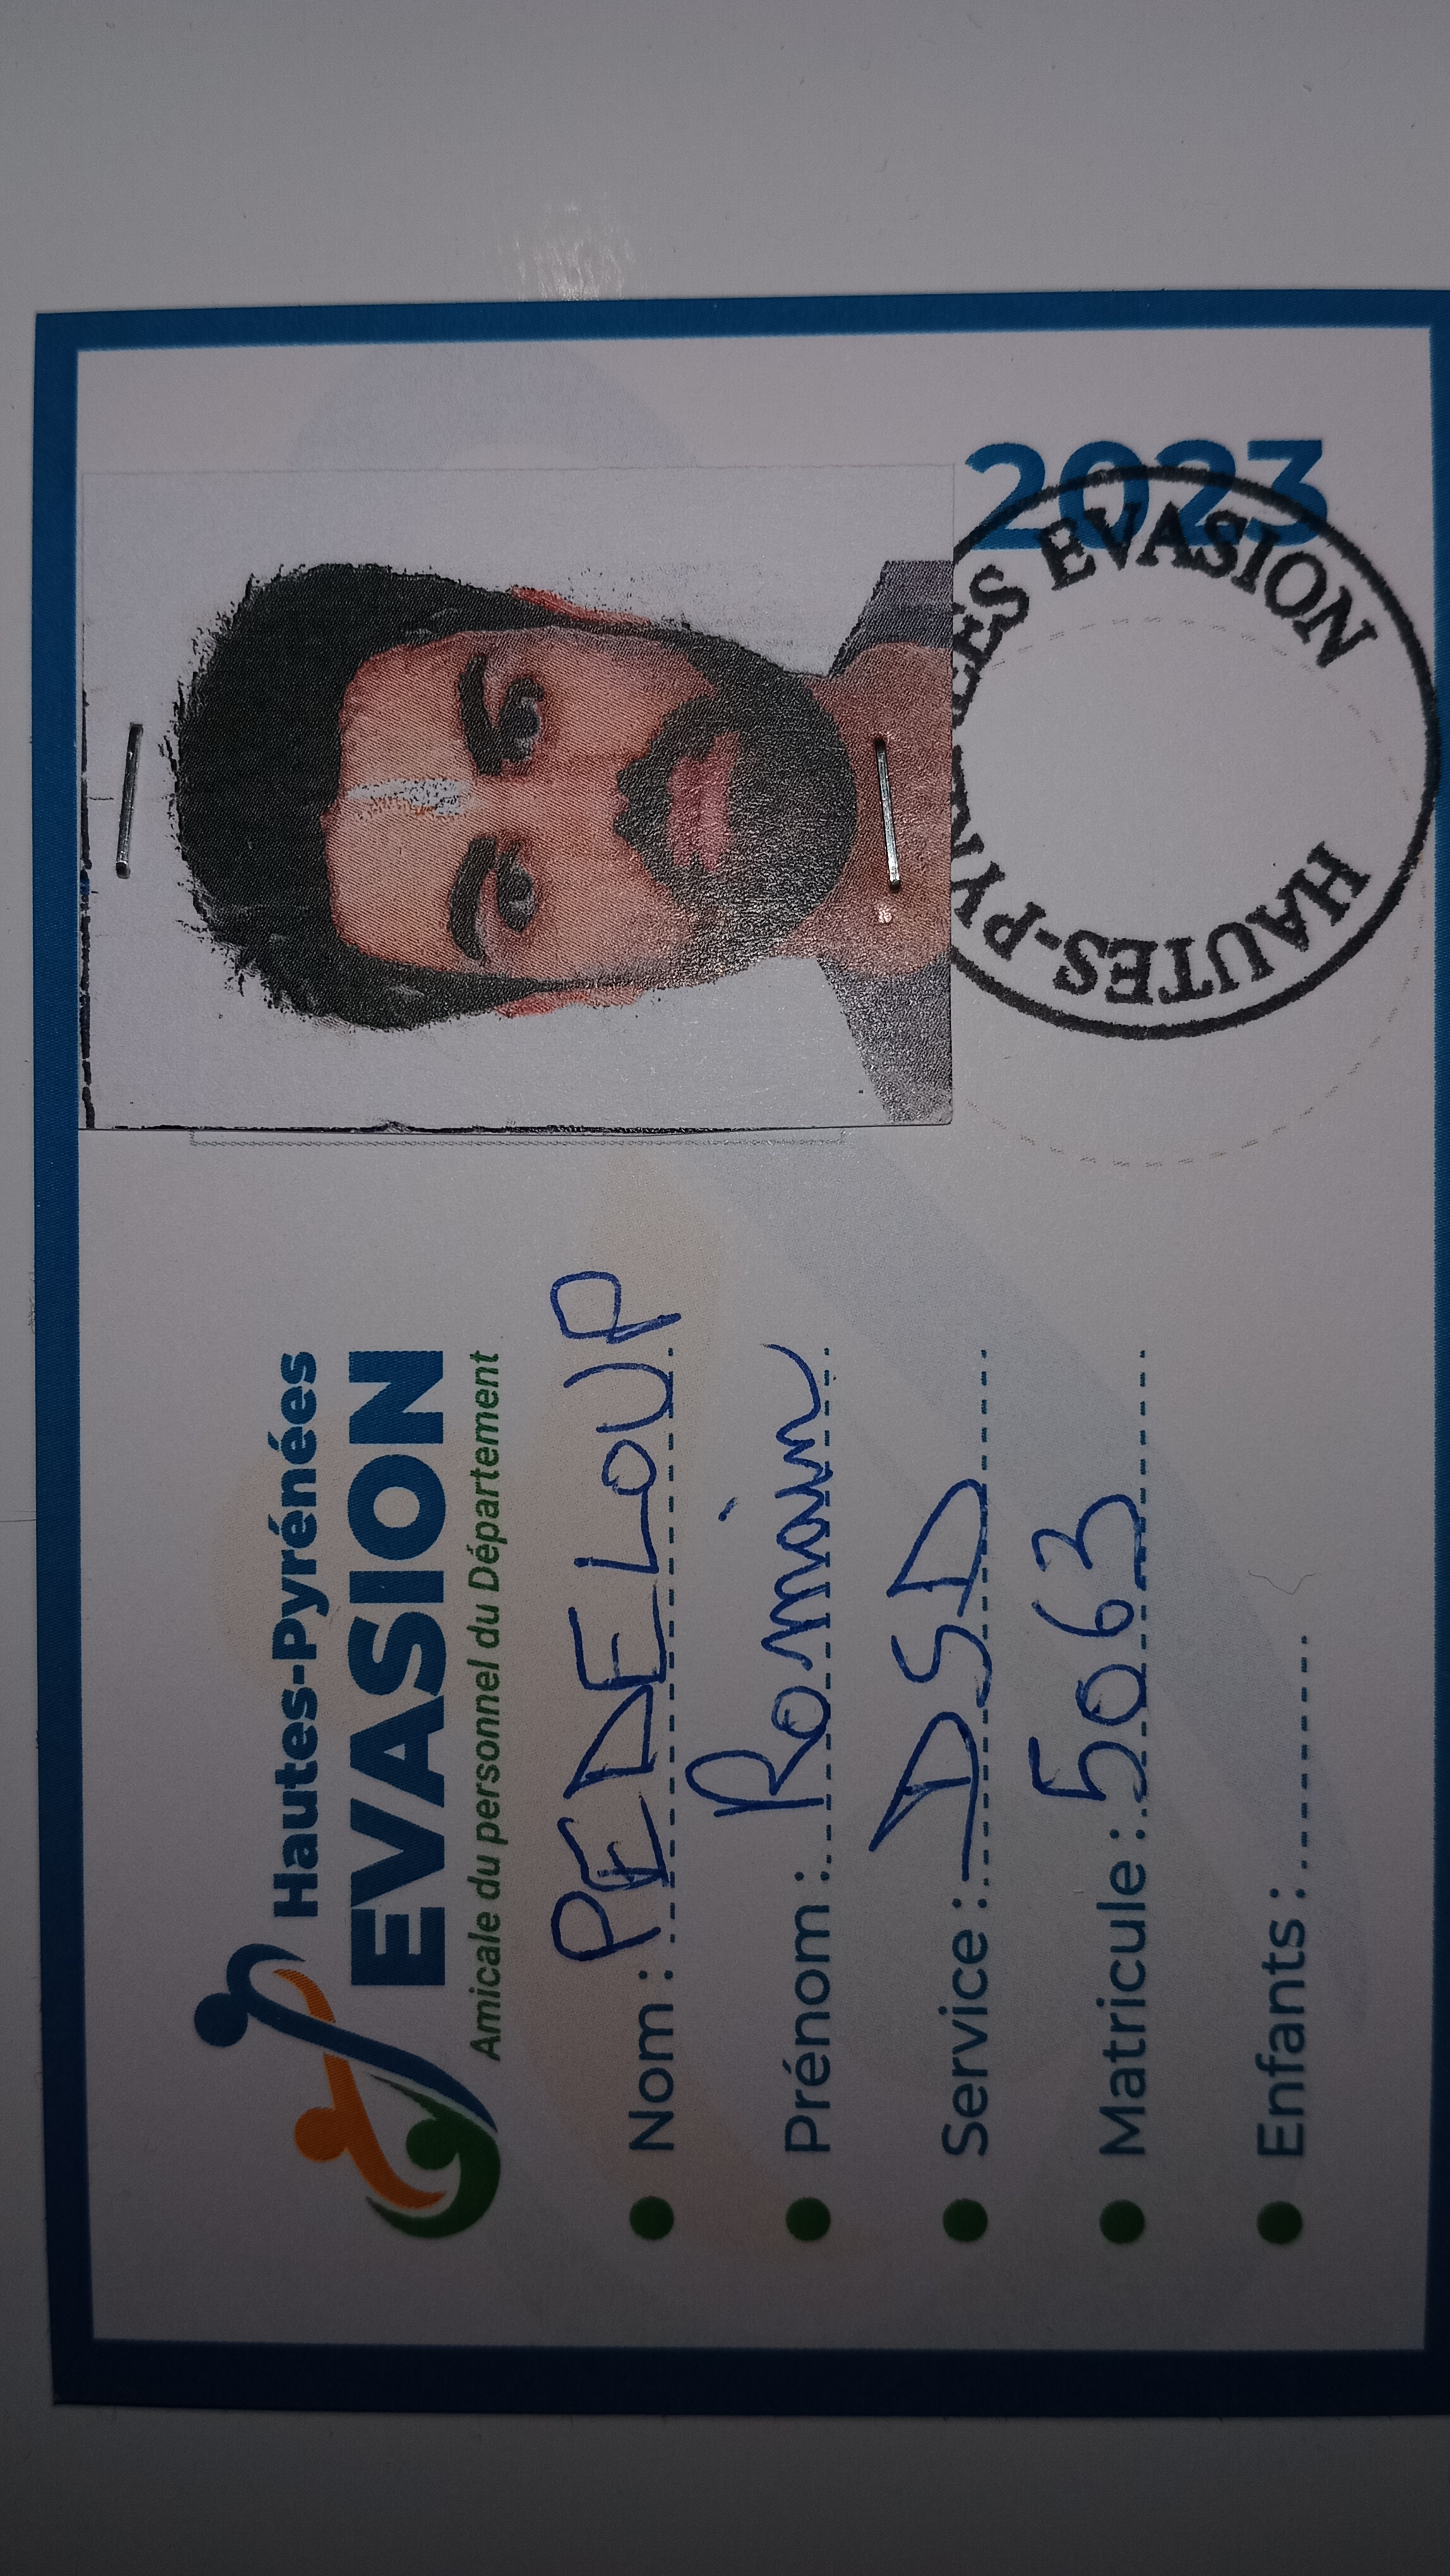 Hautes-Pyrénées
EVASION
Amicale du personnel du Département
Nom : PEDELOUP
Prénom : Romain
Service : DSD
Matricule : 5063
Enfants :
2023
HAUTES-PYRÉNÉES EVASION